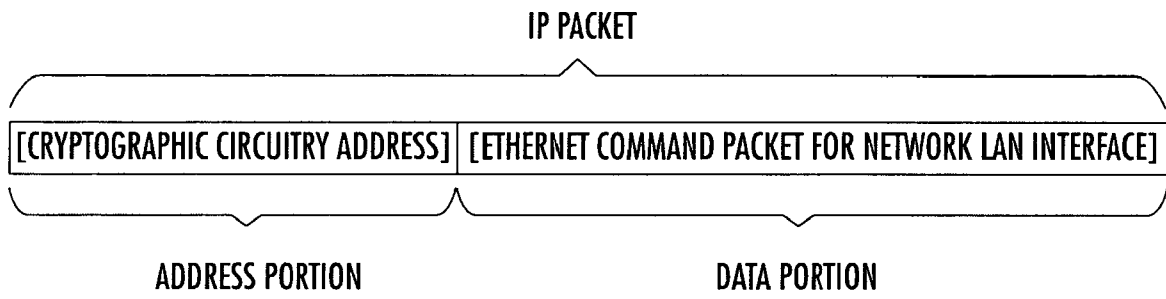 IP PACKET
[CRYPTOGRAPHIC CIRCUITRY ADDRESS] [ETHERNET COMMAND PACKET FOR NETWORK LAN INTERFACE]
ADDRESS PORTION DATA PORTION